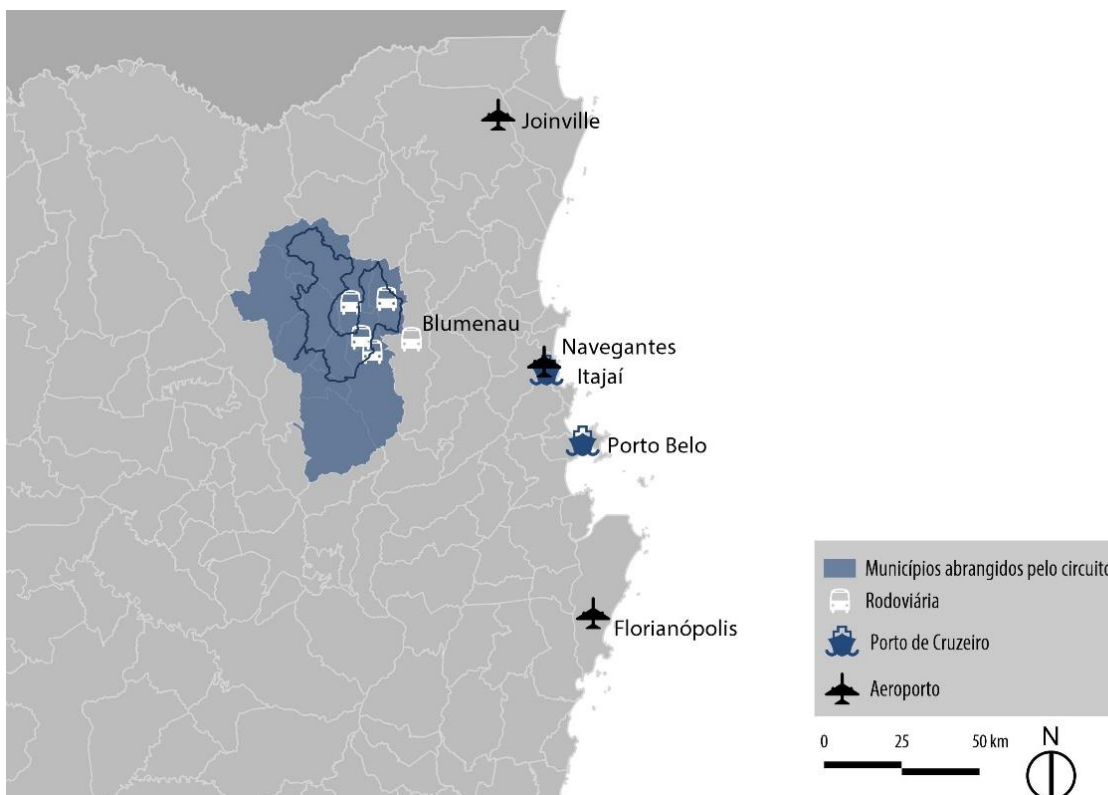 Joinville
Blumenau
Navegantes
Itajaí
Porto Belo
Florianópolis
Municípios abrangidos pelo circuito
Rodoviária
Porto de Cruzeiro
Aeroporto
0 25 50 km
N